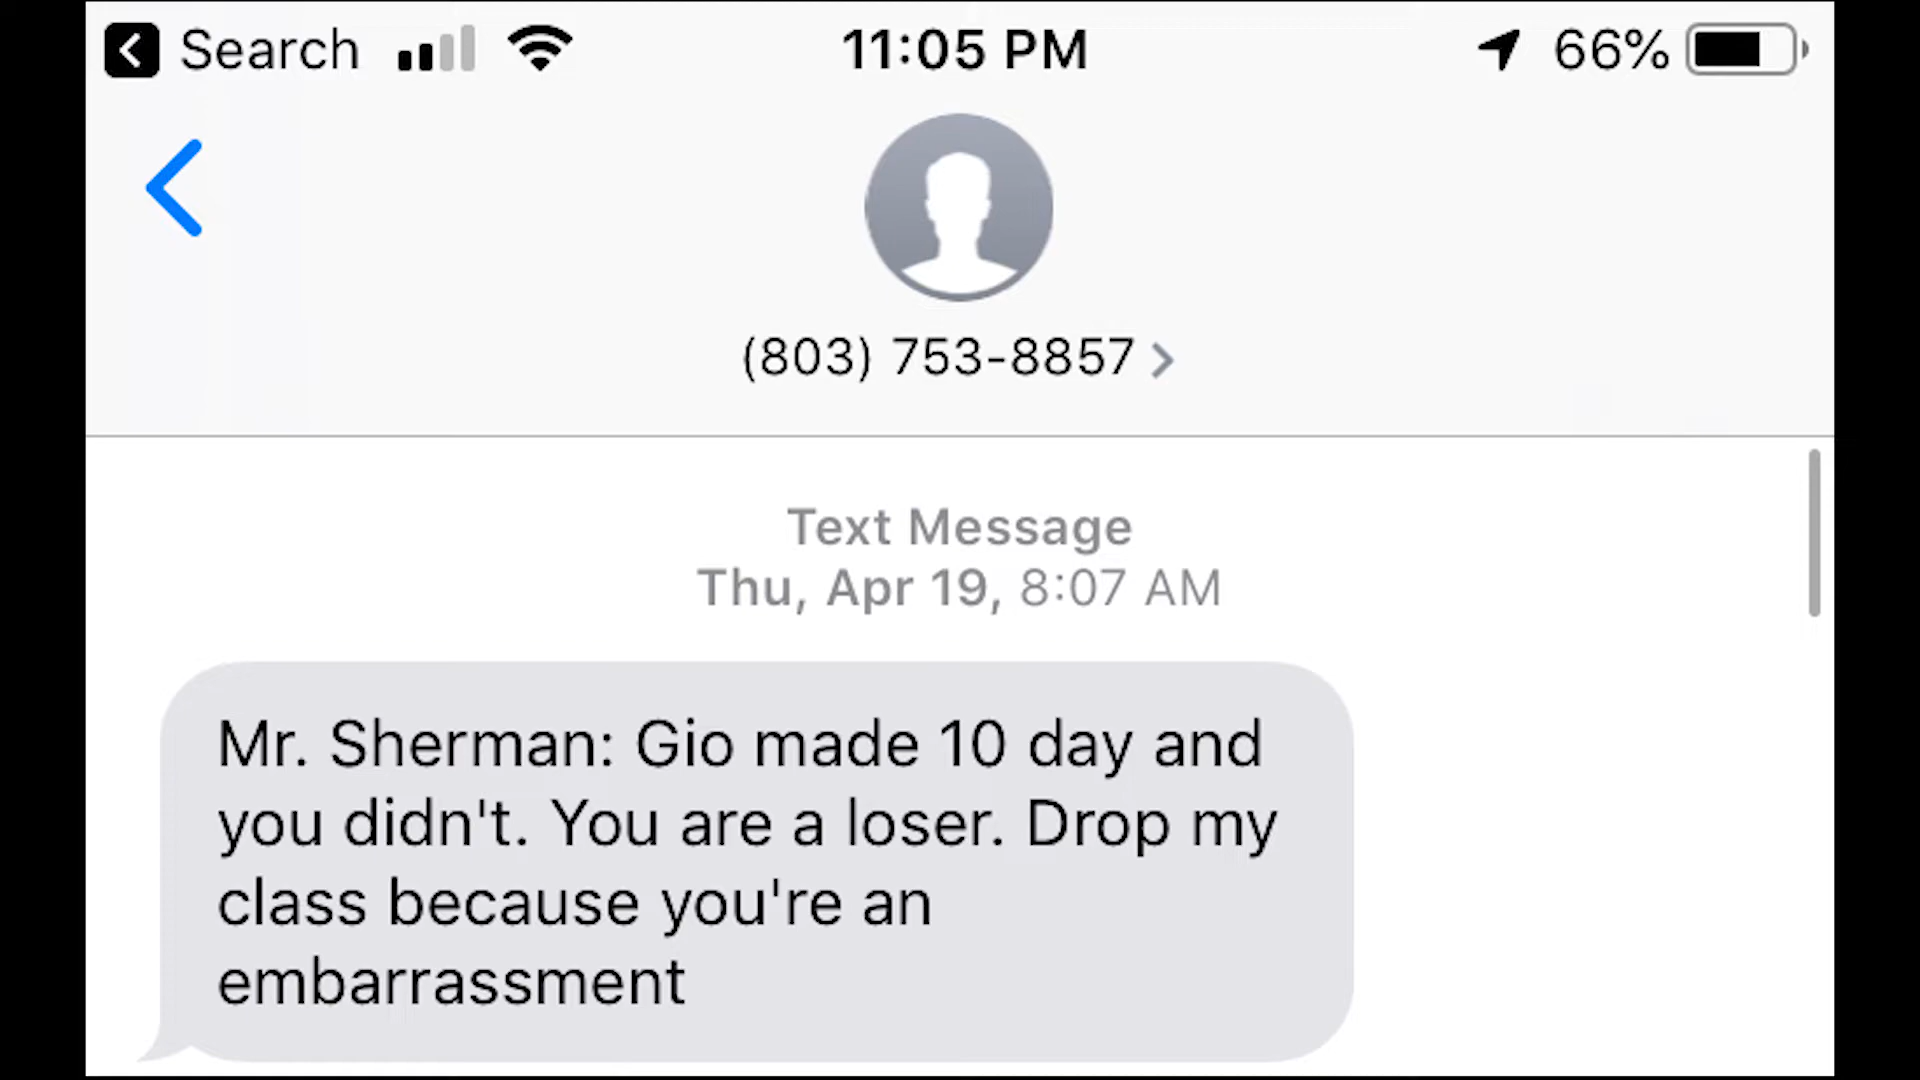 Search 11:05 PM 66%
(803) 753-8857
Text Message
Thu, Apr 19, 8:07 AM
Mr. Sherman: Gio made 10 day and
you didn't. You are a loser. Drop my
class because you're an
embarrassment